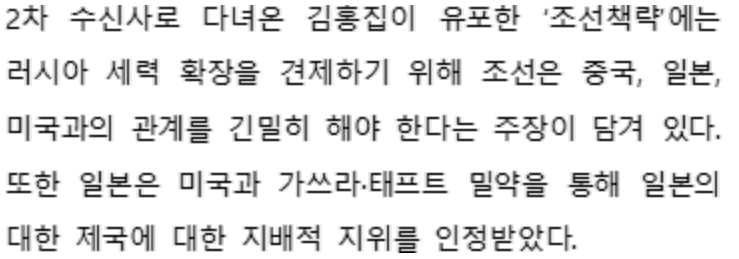 2차 수신사로 다녀온 김홍집이 유포한 ‘조선책략’에는
러시아 세력 확장을 견제하기 위해 조선은 중국, 일본,
미국과의 관계를 긴밀히 해야 한다는 주장이 담겨 있다.
또한 일본은 미국과 가쓰라·태프트 밀약을 통해 일본의
대한 제국에 대한 지배적 지위를 인정받았다.